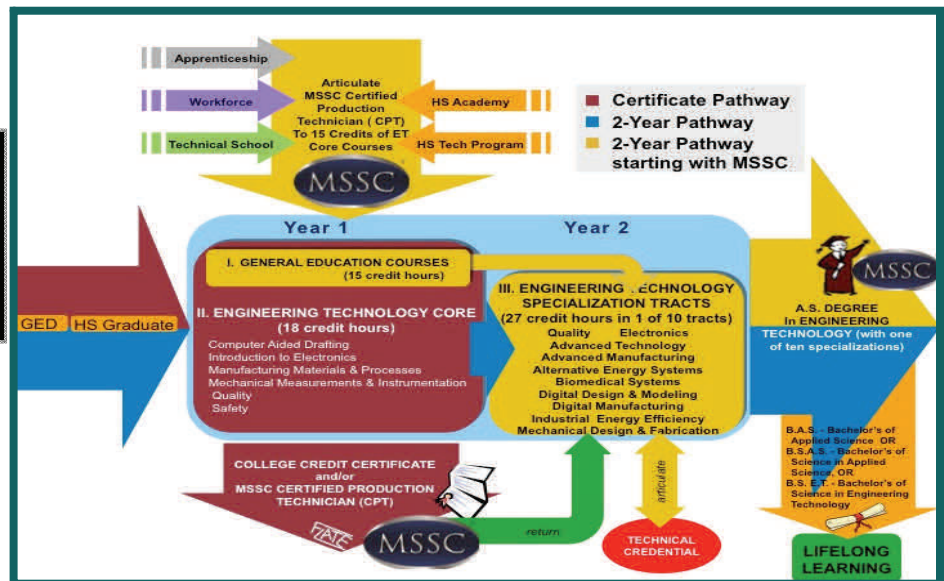 Apprenticeship
Workforce
Technical School
Articulate
MSSC Certified
Production
Technician ( CPT)
To 15 Credits of ET
Core Courses
HS Academy
HS Tech Program
MSSC
Certificate Pathway
2-Year Pathway
2-Year Pathway
starting with MSSC
Year 1
Year 2
GED
HS Graduate
I. GENERAL EDUCATION COURSES
(15 credit hours)
II. ENGINEERING TECHNOLOGY CORE
(18 credit hours)
Computer Aided Drafting
Introduction to Electronics
Manufacturing Materials & Processes
Mechanical Measurements & Instrumentation
Quality
Safety
III. ENGINEERING TECHNOLOGY
SPECIALIZATION TRACTS
(27 credit hours in 1 of 10 tracts)
Quality Electronics
Advanced Technology
Advanced Manufacturing
Alternative Energy Systems
Biomedical Systems
Digital Design & Modeling
Digital Manufacturing
Industrial Energy Efficiency
Mechanical Design & Fabrication
MSSC
A.S. DEGREE
in ENGINEERING
TECHNOLOGY (with one
of ten specializations)
COLLEGE CREDIT CERTIFICATE
and/or
MSSC CERTIFIED PRODUCTION
TECHNICIAN (CPT)
FLATE
MSSC
return
articulate
TECHNICAL
CREDENTIAL
B.A.S. - Bachelor's of
Applied Science OR
B.S.A.S. - Bachelor's of
Science in Applied
Science, OR
B.S. E.T. - Bachelor's of
Science in Engineering
Technology
LIFELONG
LEARNING